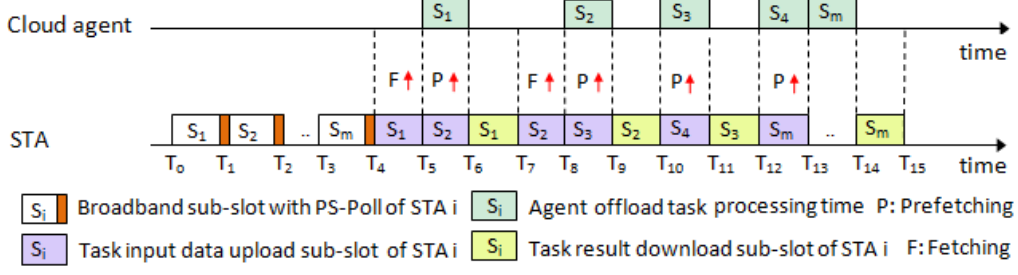 S₁ S₂ S₃ S₄ Sₘ
Cloud agent
time
F P F P P P
STA
S₁ S₂ .. Sₘ S₁ S₂ S₁ S₂ S₃ S₂ S₄ S₃ Sₘ .. Sₘ
Tₒ T₁ T₂ T₃ T₄ T₅ T₆ T₇ T₈ T₉ T₁₀ T₁₁ T₁₂ T₁₃ T₁₄ T₁₅ time
Sᵢ Broadband sub-slot with PS-Poll of STA i Sᵢ Agent offload task processing time P: Prefetching
Sᵢ Task input data upload sub-slot of STA i Sᵢ Task result download sub-slot of STA i F:Fetching